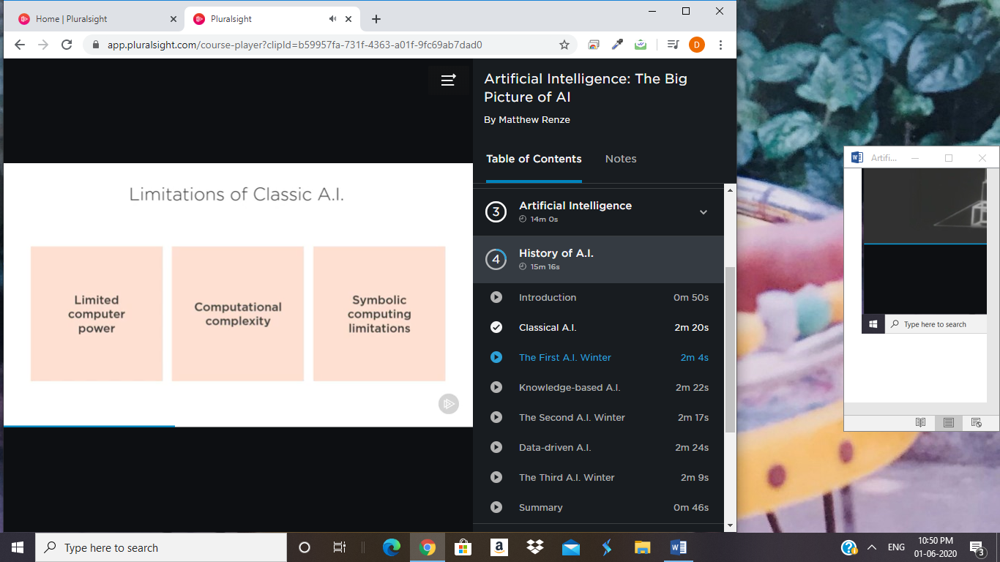 Home | Pluralsight
Pluralsight
app.pluralsight.com/course-player?clipId=b59957fa-731f-4363-a01f-9fc69ab7dad0
D
Limitations of Classic A.I.
Limited
computer
power
Computational
complexity
Symbolic
computing
limitations
Artificial Intelligence: The Big
Picture of AI
By Matthew Renze
Table of Contents
Notes
3
Artificial Intelligence
14m 0s
4
History of A.I.
15m 16s
Introduction 0m 50s
Classical A.I. 2m 20s
The First A.I. Winter 2m 4s
Knowledge-based A.I. 2m 22s
The Second A.I. Winter 2m 17s
Data-driven A.I. 2m 24s
The Third A.I. Winter 2m 9s
Summary 0m 46s
Artifi...
Type here to search
Type here to search
ENG
10:50 PM
01-06-2020
3